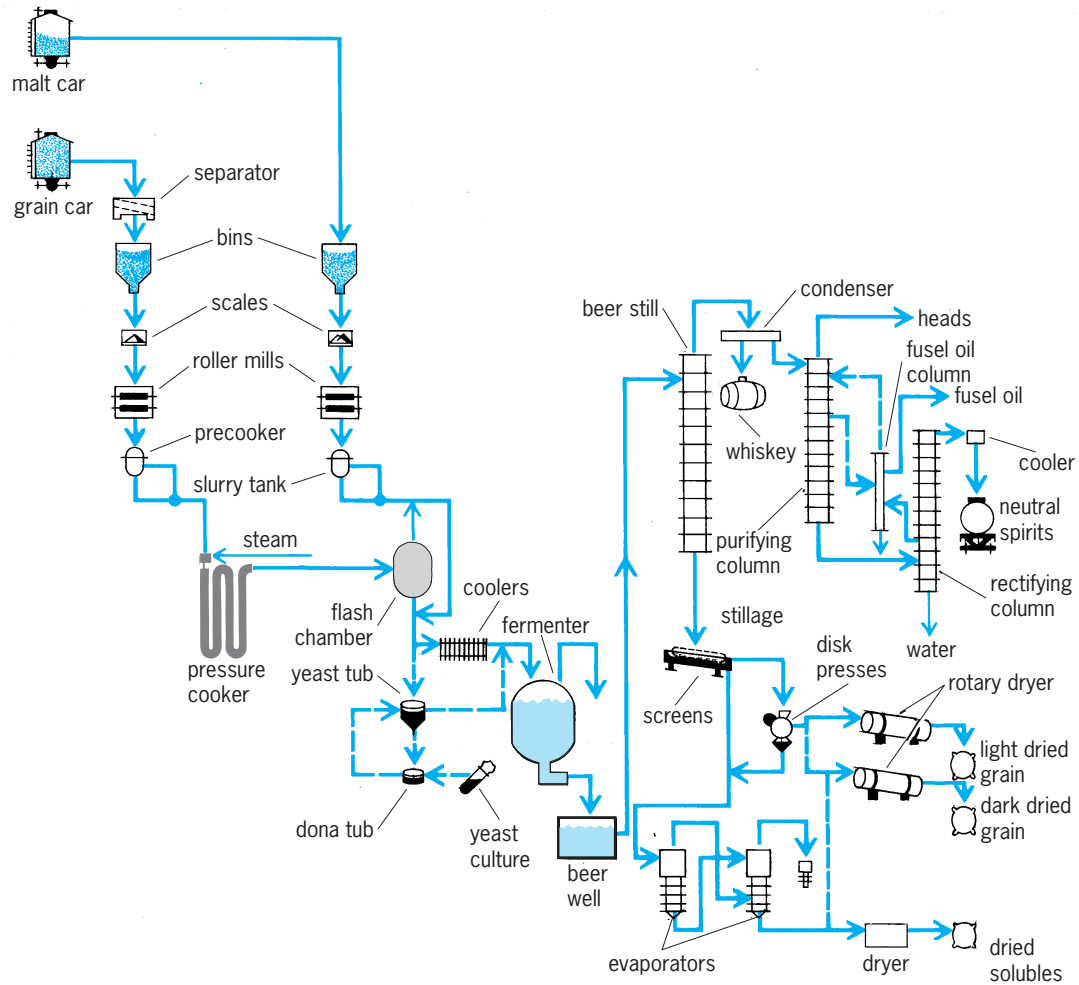 malt car
grain car
separator
bins
scales
roller mills
precooker
slurry tank
steam
flash
chamber
pressure
cooker
coolers
fermenter
yeast tub
dona tub
yeast
culture
beer
well
beer still
condenser
whiskey
heads
fusel oil
column
fusel oil
cooler
neutral
spirits
purifying
column
rectifying
column
water
stillage
screens
disk
presses
rotary dryer
light dried
grain
dark dried
grain
evaporators
dryer
dried
solubles